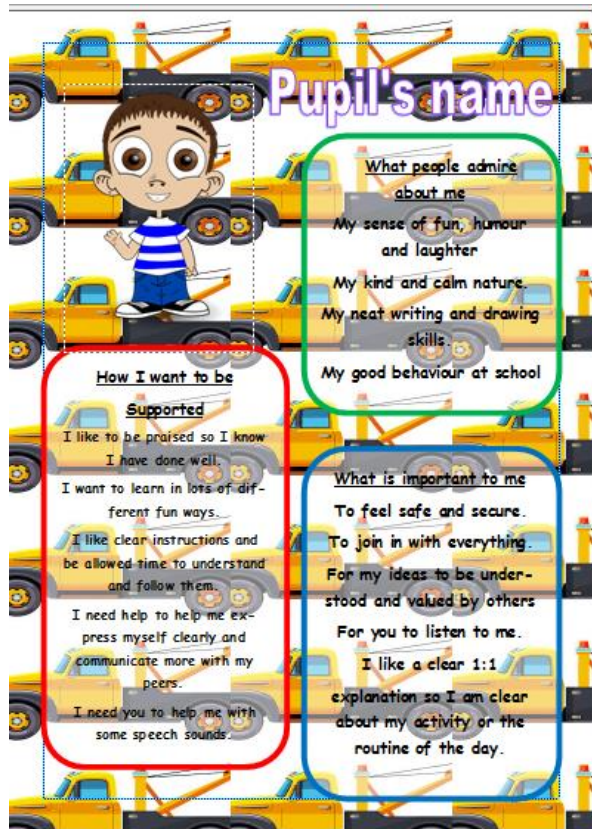 Pupil's name
What people admire
about me
My sense of fun, humour
and laughter
My kind and calm nature.
My neat writing and drawing
skills.
My good behaviour at school
How I want to be
Supported
I like to be praised so I know
I have done well.
I want to learn in lots of dif-
ferent fun ways.
I like clear instructions and
be allowed time to understand
and follow them.
I need help to help me ex-
press myself clearly and
communicate more with my
peers.
I need you to help me with
some speech sounds.
What is important to me
To feel safe and secure.
To join in with everything.
For my ideas to be under-
stood and valued by others
For you to listen to me.
I like a clear 1:1
explanation so I am clear
about my activity or the
routine of the day.